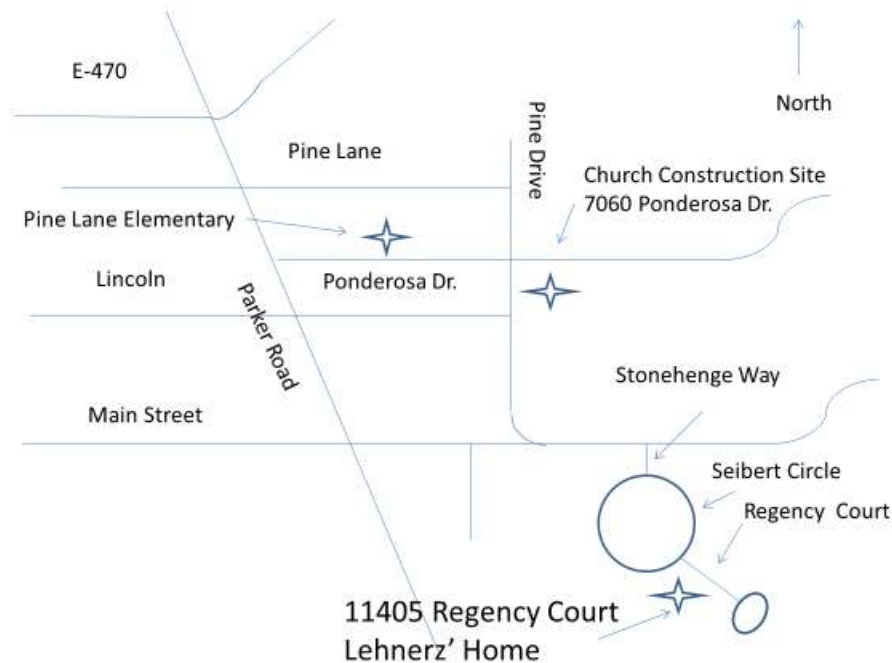 E-470
North
Pine Drive
Pine Lane
Church Construction Site
7060 Ponderosa Dr.
Pine Lane Elementary
Lincoln
Ponderosa Dr.
Parker Road
Stonehenge Way
Main Street
Seibert Circle
Regency Court
11405 Regency Court
Lehnerz’ Home